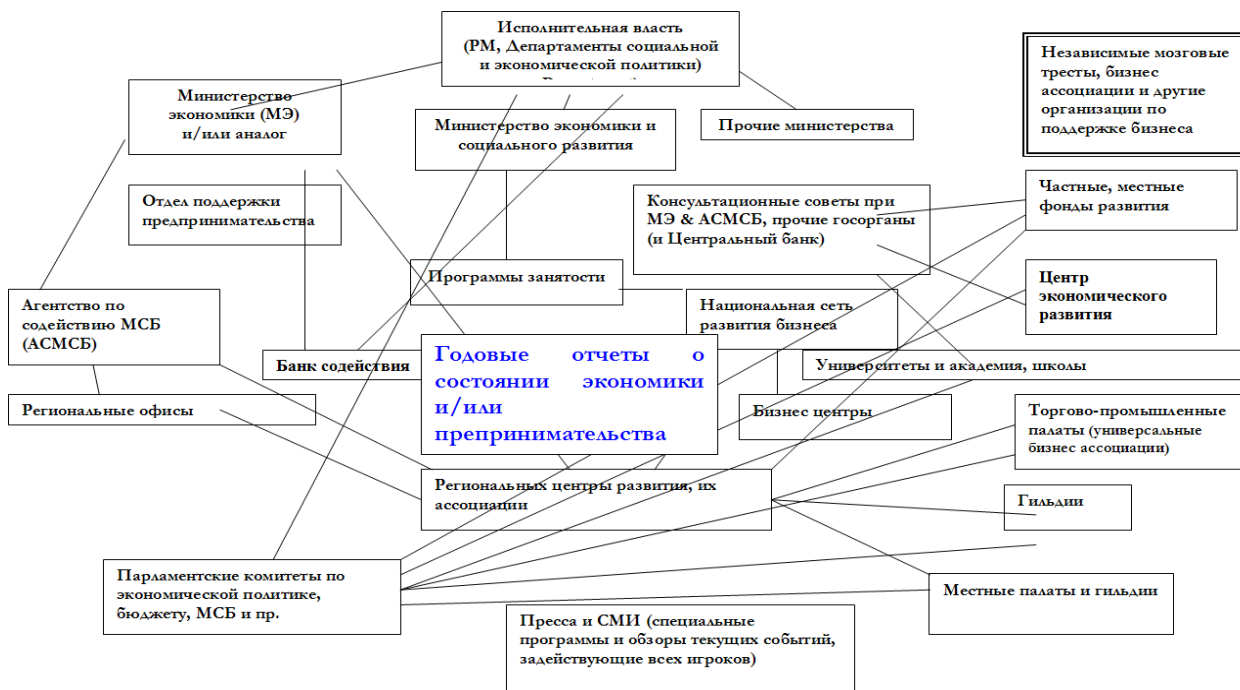 Исполнительная власть
(РМ, Департаменты социальной
и экономической политики)
Независимые мозговые
тресты, бизнес
ассоциации и другие
организации по
поддержке бизнеса
Министерство
экономики (МЭ)
и/или аналог
Министерство экономики и
социального развития
Прочие министерства
Отдел поддержки
предпринимательства
Консультационные советы при
МЭ & АСМСБ, прочие госорганы
(и Центральный банк)
Частные, местные
фонды развития
Программы занятости
Центр
экономического
развития
Агентство по
содействию МСБ
(АСМСБ)
Национальная сеть
развития бизнеса
Банк содействия
Годовые отчеты о
состоянии экономики
и/или
препринимательства
Университеты и академия, школы
Региональные офисы
Бизнес центры
Торгово-промышленные
палаты (универсальные
бизнес ассоциации)
Региональных центры развития, их
ассоциации
Гильдии
Парламентские комитеты по
экономической политике,
бюджету, МСБ и пр.
Местные палаты и гильдии
Пресса и СМИ (специальные
программы и обзоры текущих событий,
задействующие всех игроков)